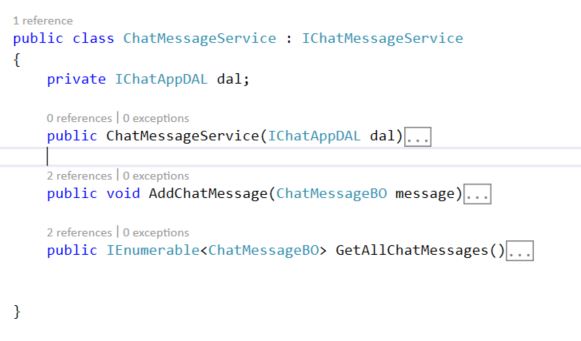 1 reference
public class ChatMessageService : IChatMessageService
{
private IChatAppDAL dal;
0 references | 0 exceptions
public ChatMessageService(IChatAppDAL dal)...
2 references | 0 exceptions
public void AddChatMessage(ChatMessageBO message)...
2 references | 0 exceptions
public IEnumerable<ChatMessageBO> GetAllChatMessages()...
}